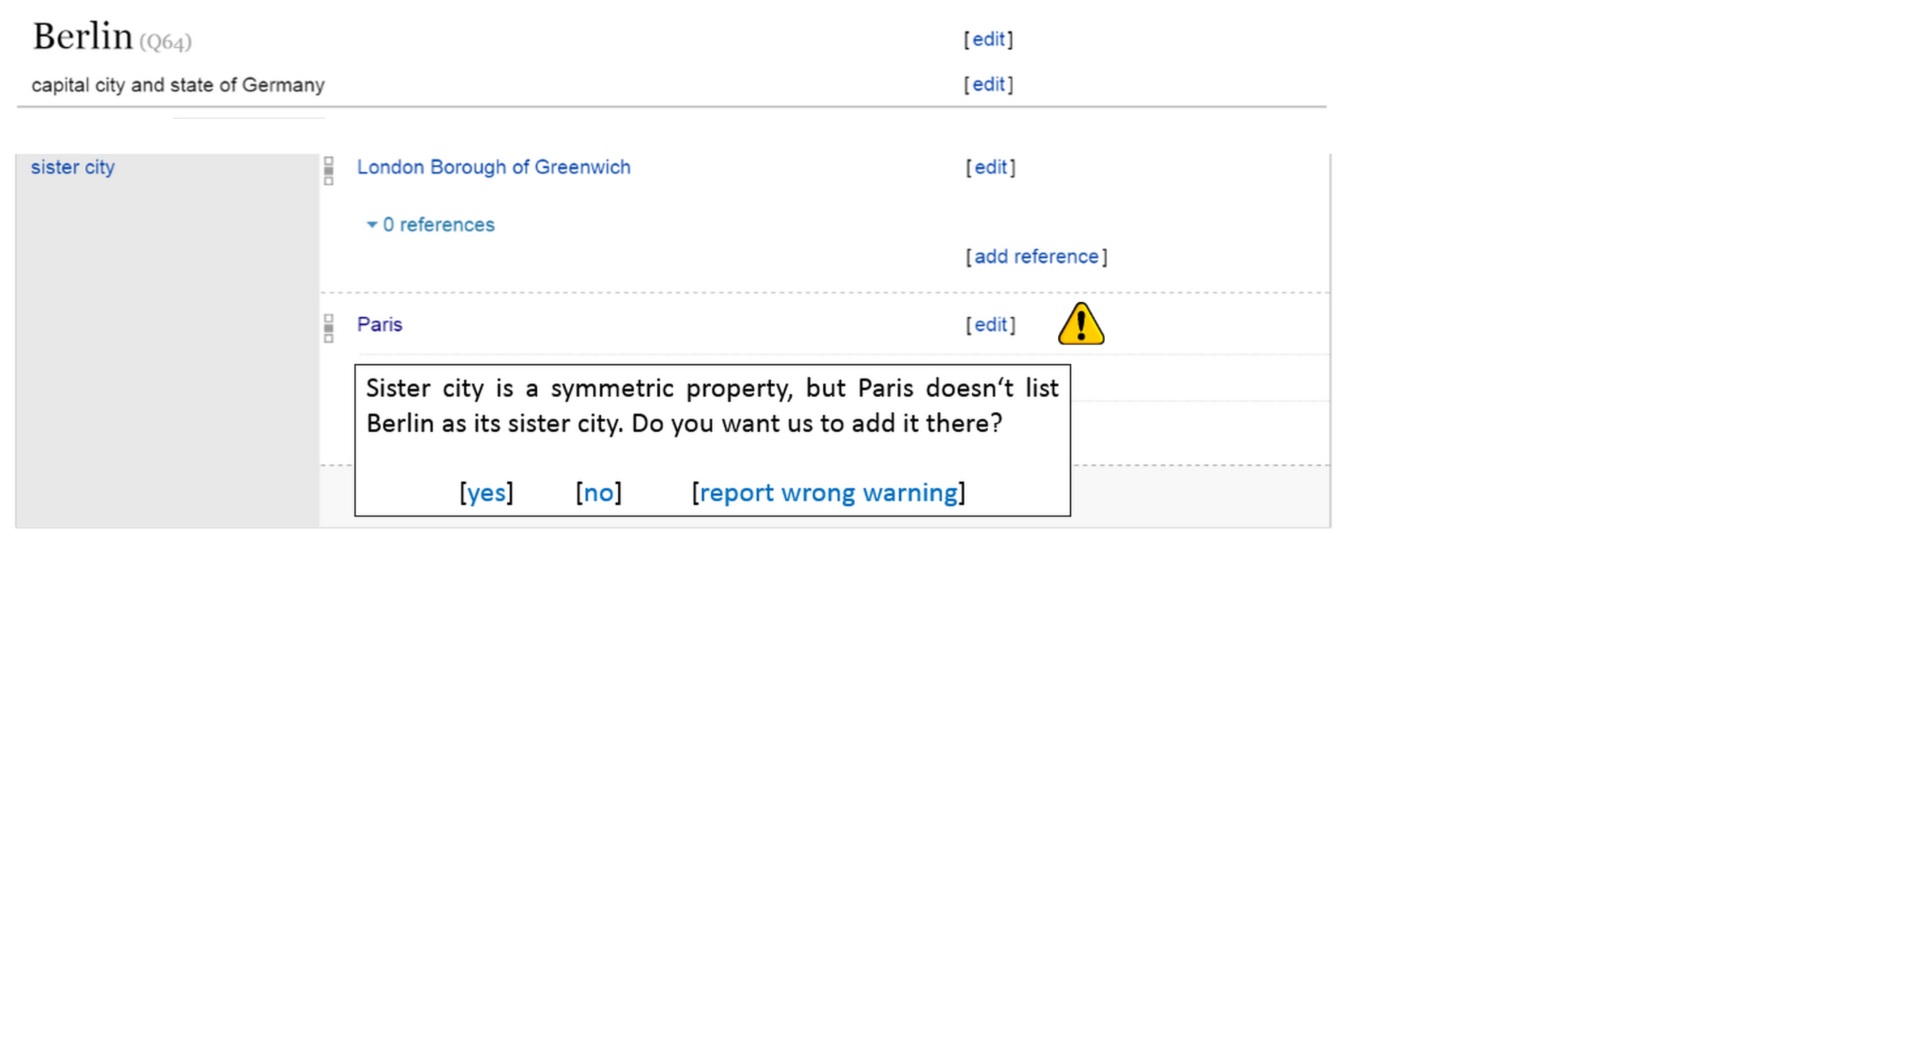 Berlin (Q64) [edit]
capital city and state of Germany [edit]
sister city London Borough of Greenwich [edit]
0 references
[add reference]
Paris [edit]
Sister city is a symmetric property, but Paris doesn‘t list
Berlin as its sister city. Do you want us to add it there?
[yes] [no] [report wrong warning]